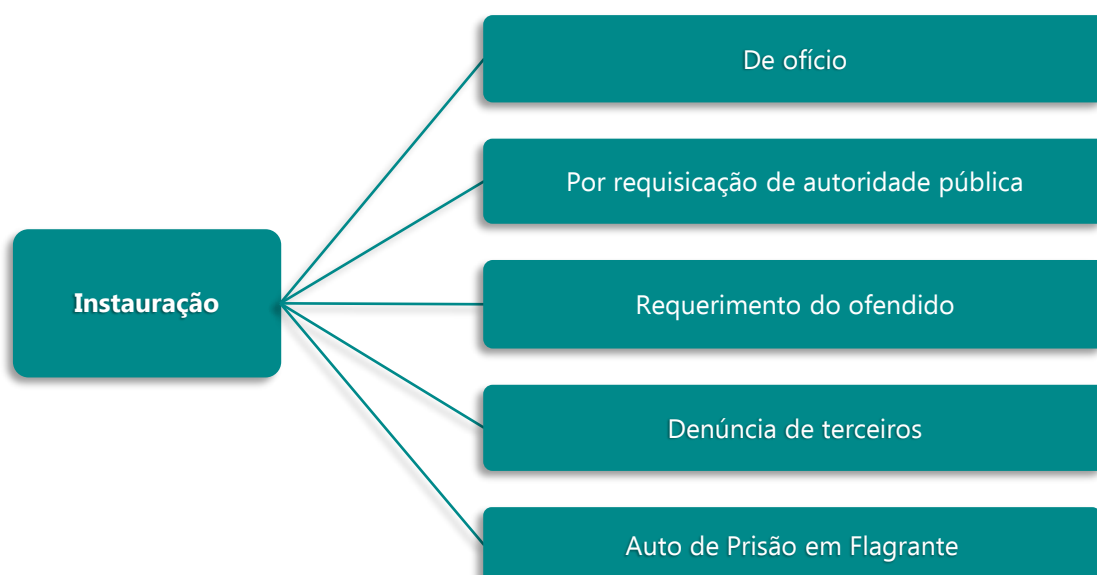 De ofício
Por requisicação de autoridade pública
Instauração
Requerimento do ofendido
Denúncia de terceiros
Auto de Prisão em Flagrante